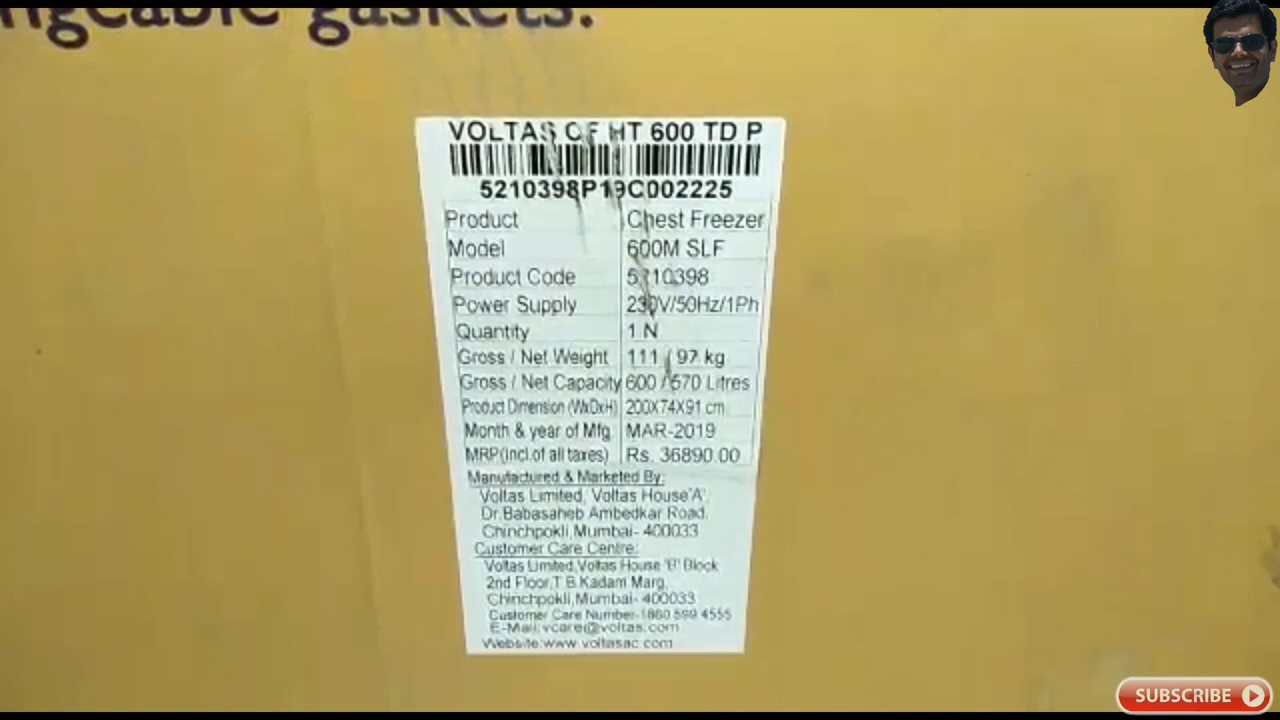 gaskets.
VOLTAS CF HT 600 TD P
5210398P19C002225
Product Chest Freezer
Model 600M SLF
Product Code 5210398
Power Supply 230V/50Hz/1Ph
Quantity 1 N
Gross / Net Weight 111 / 97 kg
Gross / Net Capacity 600 / 570 Litres
Product Dimension (WxDxH) 200X74X91 cm
Month & year of Mfg. MAR-2019
MRP(incl.of all taxes) Rs. 36890.00
Manufactured & Marketed By:
Voltas Limited, Voltas House'A',
Dr.Babasaheb Ambedkar Road,
Chinchpokli,Mumbai- 400033
Customer Care Centre:
Voltas Limited,Voltas House 'B' Block
2nd Floor,T.B.Kadam Marg,
Chinchpokli,Mumbai- 400033
Customer Care Number-1860 599 4555
E-Mail:vcare@voltas.com
Website:www.voltasac.com
SUBSCRIBE